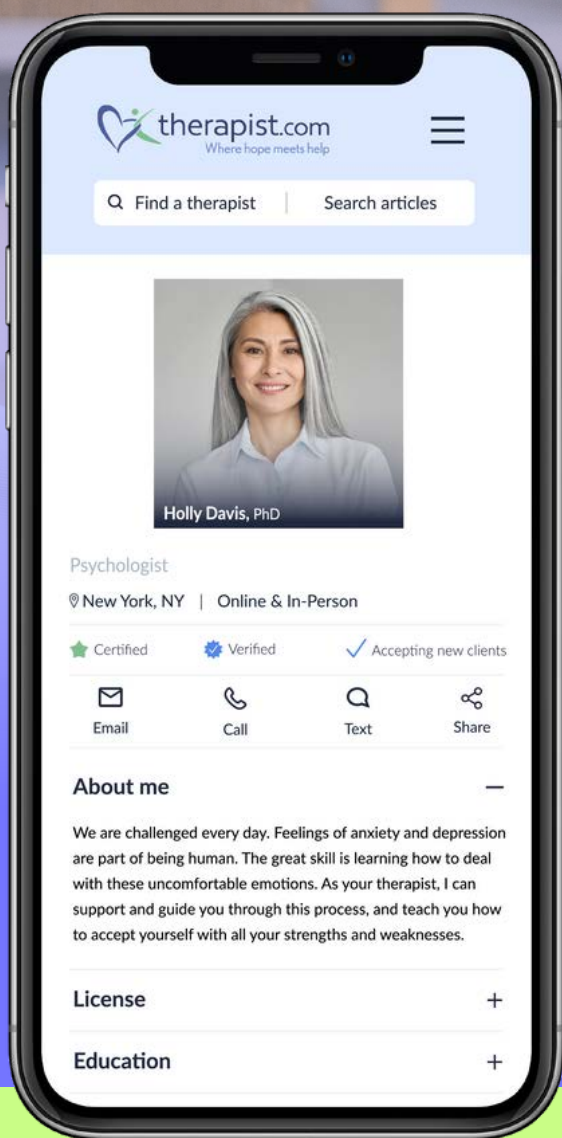 therapist.com
Where hope meets help
Find a therapist | Search articles
Holly Davis, PhD
Psychologist
New York, NY | Online & In-Person
Certified Verified Accepting new clients
Email Call Text Share
About me
We are challenged every day. Feelings of anxiety and depression
are part of being human. The great skill is learning how to deal
with these uncomfortable emotions. As your therapist, I can
support and guide you through this process, and teach you how
to accept yourself with all your strengths and weaknesses.
License
Education